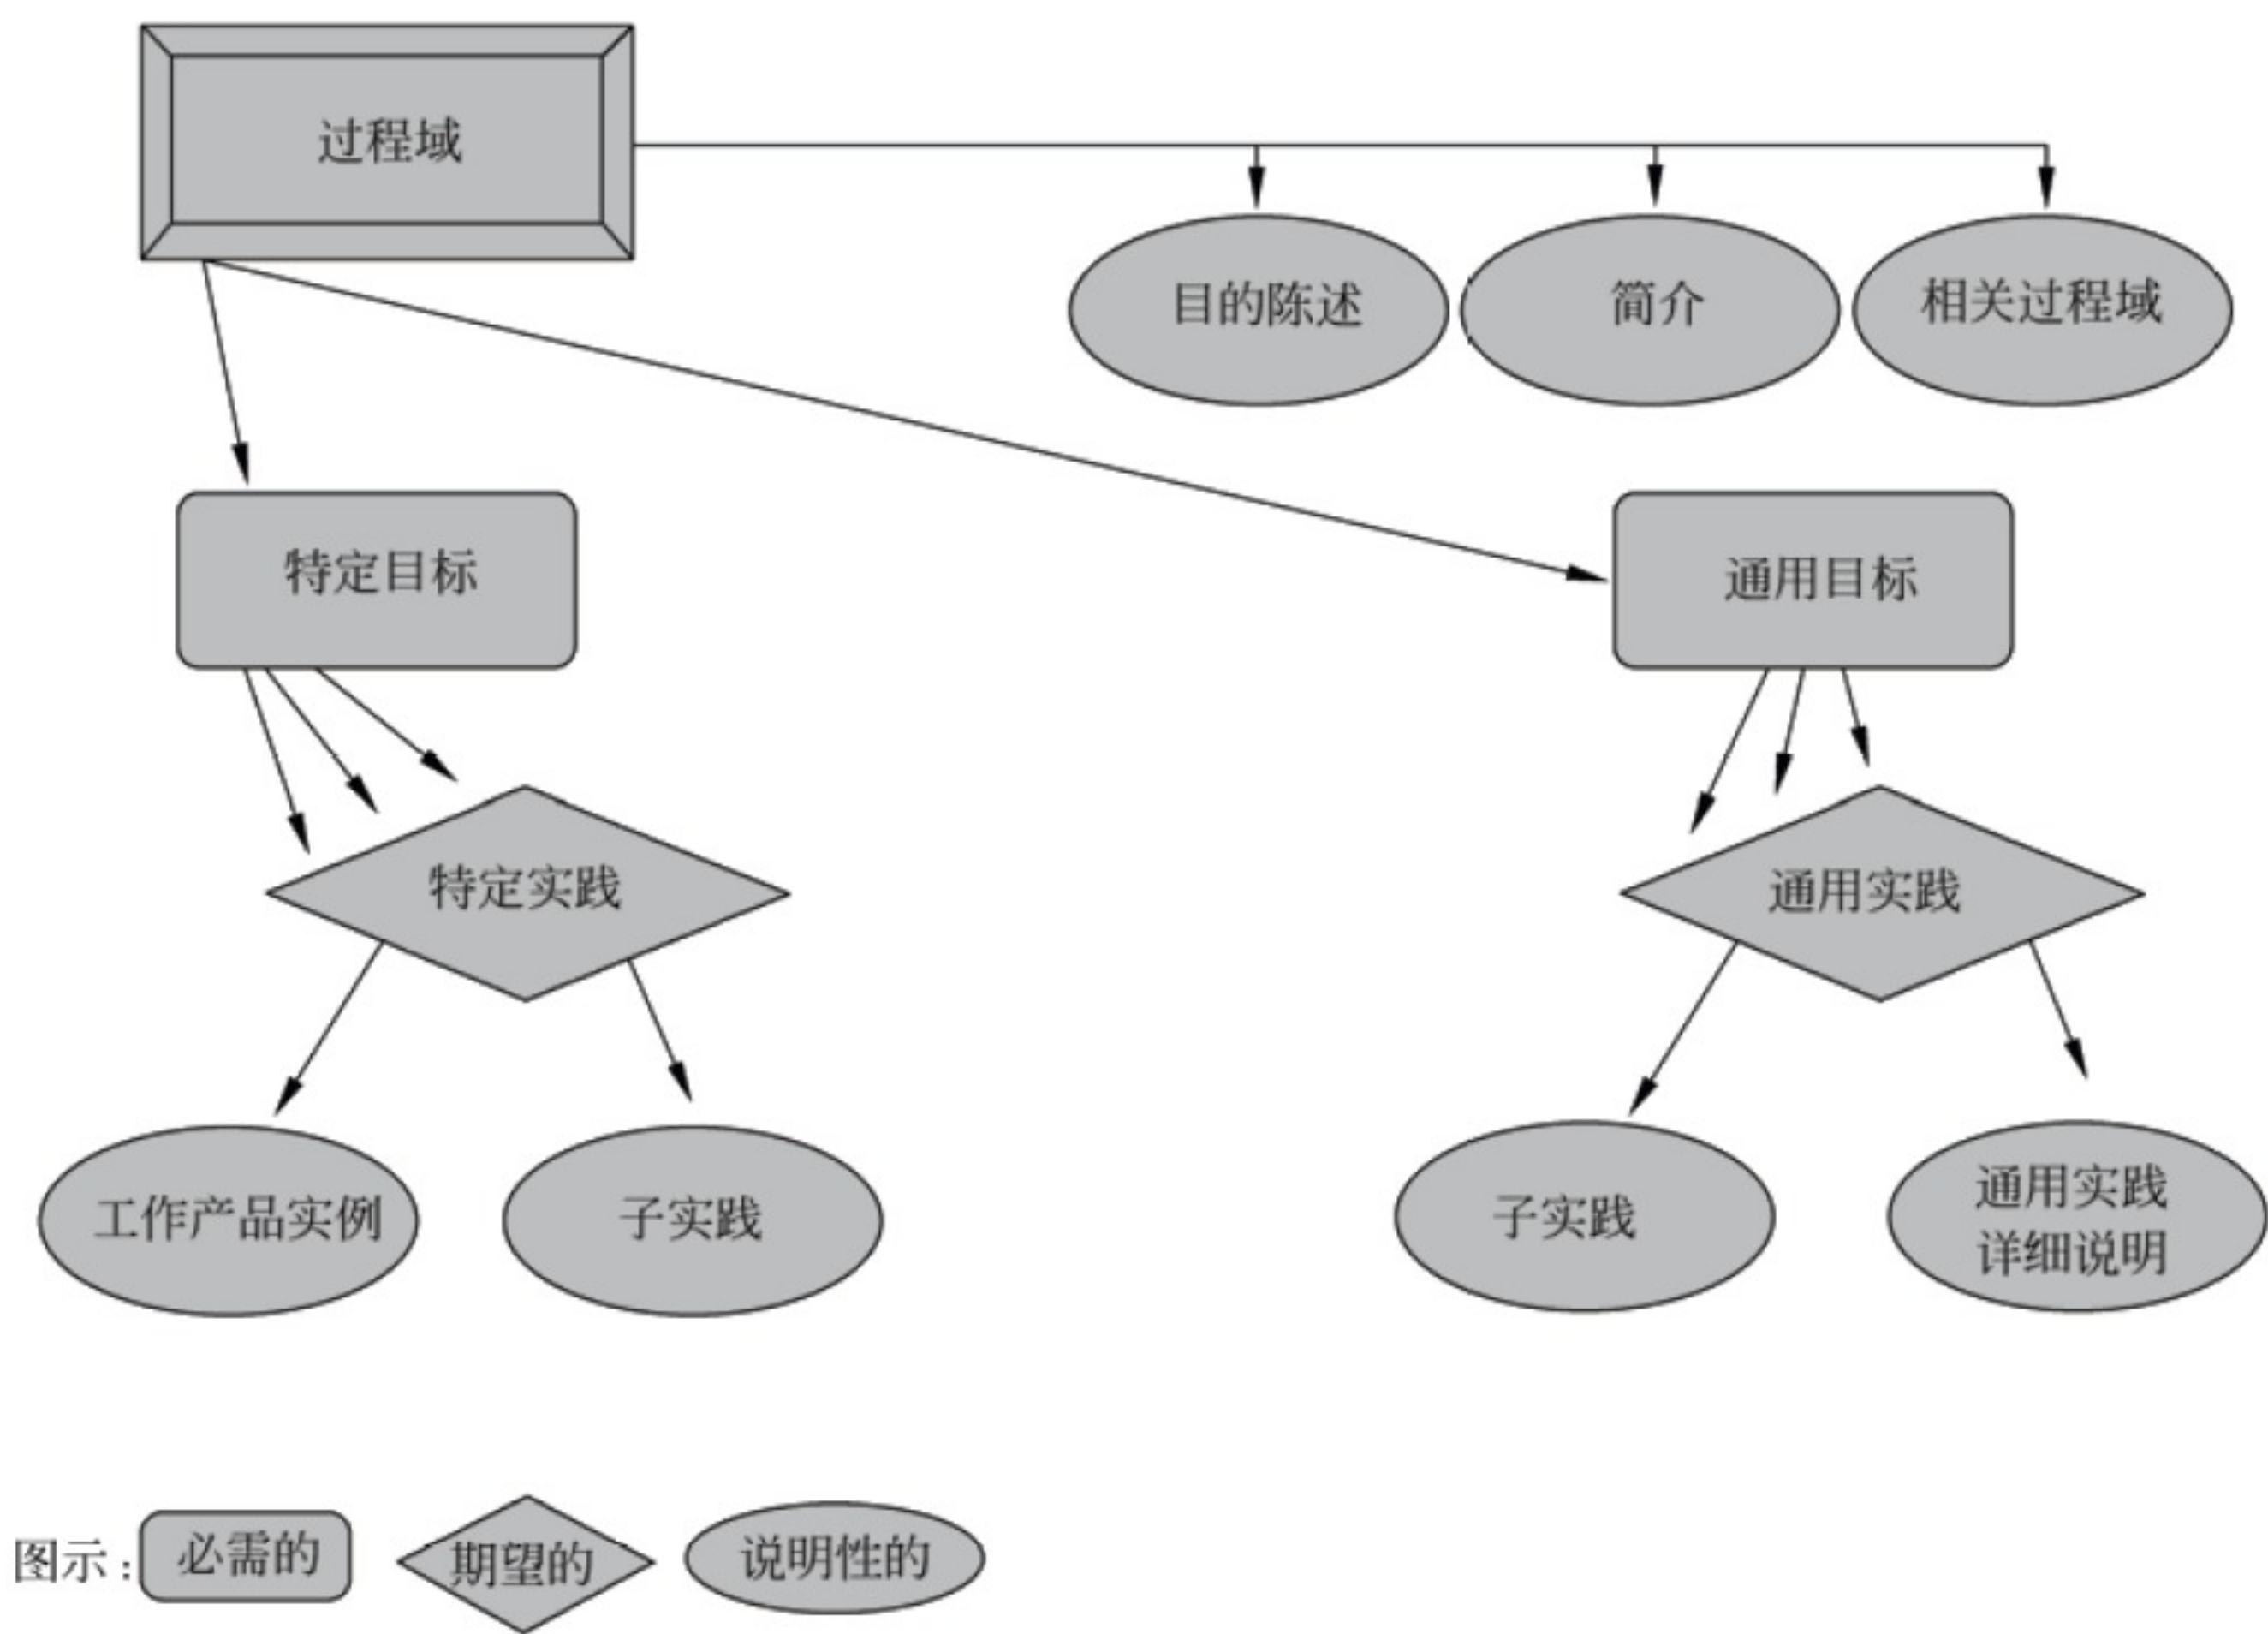 过程域
目的陈述
简介
相关过程域
特定目标
通用目标
特定实践
通用实践
工作产品实例
子实践
子实践
通用实践
详细说明
图示：
必需的
期望的
说明性的